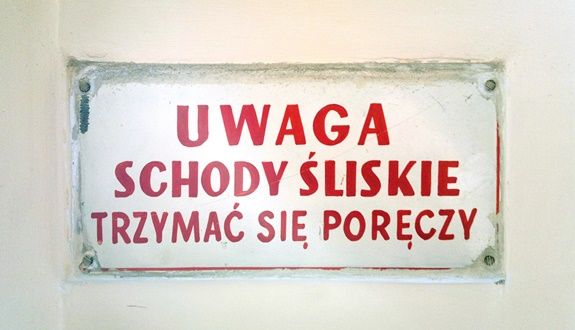 UWAGA
SCHODY ŚLISKIE
TRZYMAĆ SIĘ PORĘCZY